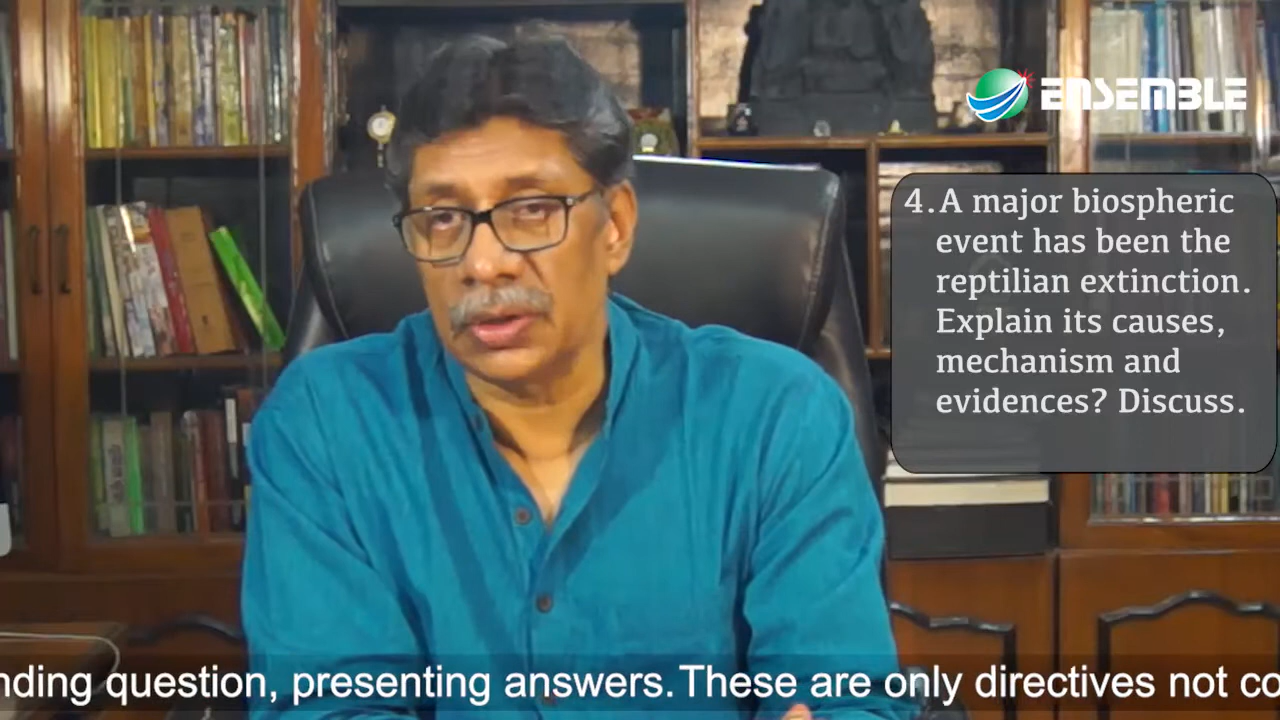 ENSEMBLE
4. A major biospheric
event has been the
reptilian extinction.
Explain its causes,
mechanism and
evidences? Discuss.
nding question, presenting answers.These are only directives not co